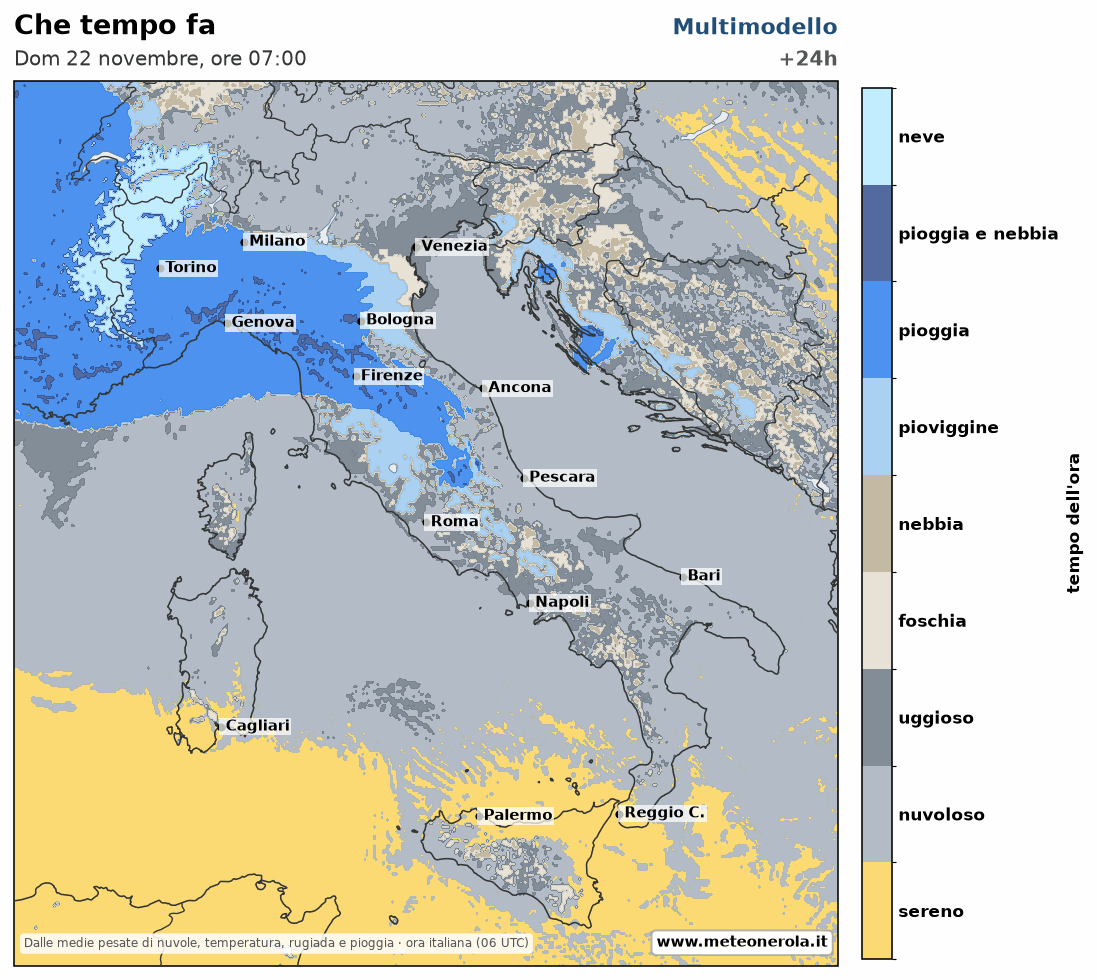 Che tempo fa
Multimodello
Dom 22 novembre, ore 07:00
+24h
neve
pioggia e nebbia
pioggia
pioviggine
nebbia
foschia
uggioso
nuvoloso
sereno
tempo dell'ora
Milano
Venezia
Torino
Genova
Bologna
Firenze
Ancona
Pescara
Roma
Bari
Napoli
Cagliari
Palermo
Reggio C.
Dalle medie pesate di nuvole, temperatura, rugiada e pioggia · ora italiana (06 UTC)
www.meteonerola.it